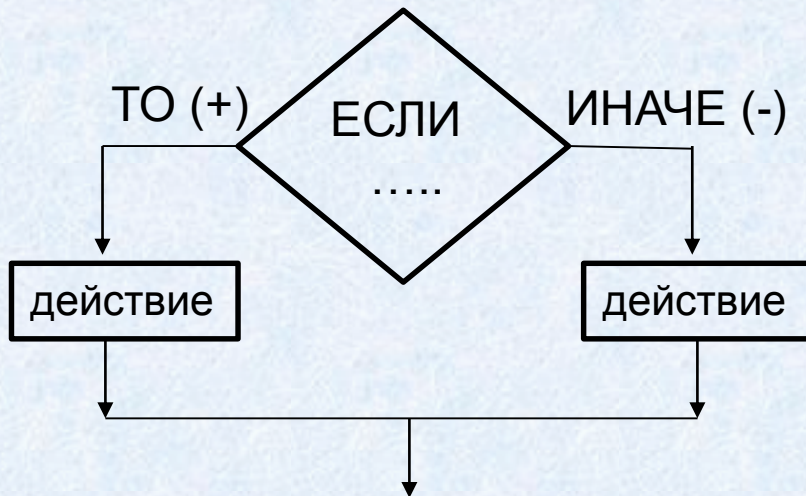 ТО (+)
ЕСЛИ
…..
ИНАЧЕ (-)
действие
действие